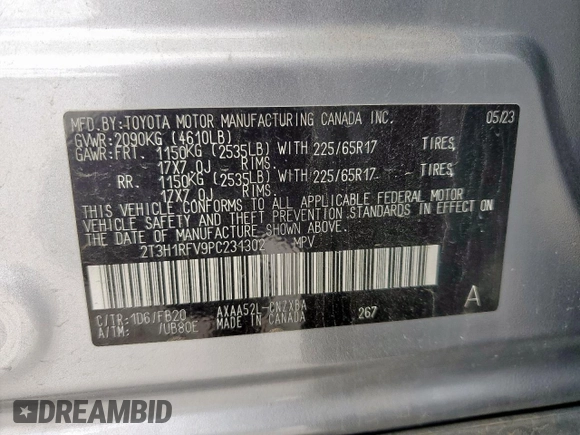 MFD.BY:TOYOTA MOTOR MANUFACTURING CANADA INC. 05/23
GVWR:2090KG (4610LB)
GAWR:FRT. 1150KG (2535LB) WITH 225/65R17 TIRES,
17X7.0J RIMS,
RR. 1150KG (2535LB) WITH 225/65R17 TIRES,
17X7.0J RIMS,
THIS VEHICLE CONFORMS TO ALL APPLICABLE FEDERAL MOTOR
VEHICLE SAFETY AND THEFT PREVENTION STANDARDS IN EFFECT ON
THE DATE OF MANUFACTURE SHOWN ABOVE.
2T3H1RFV9PC231302 MPV
C/TR:1D6/FB20 AXAA52L-CNZXBA 267 A
A/TM: /UB80E MADE IN CANADA
DREAMBID